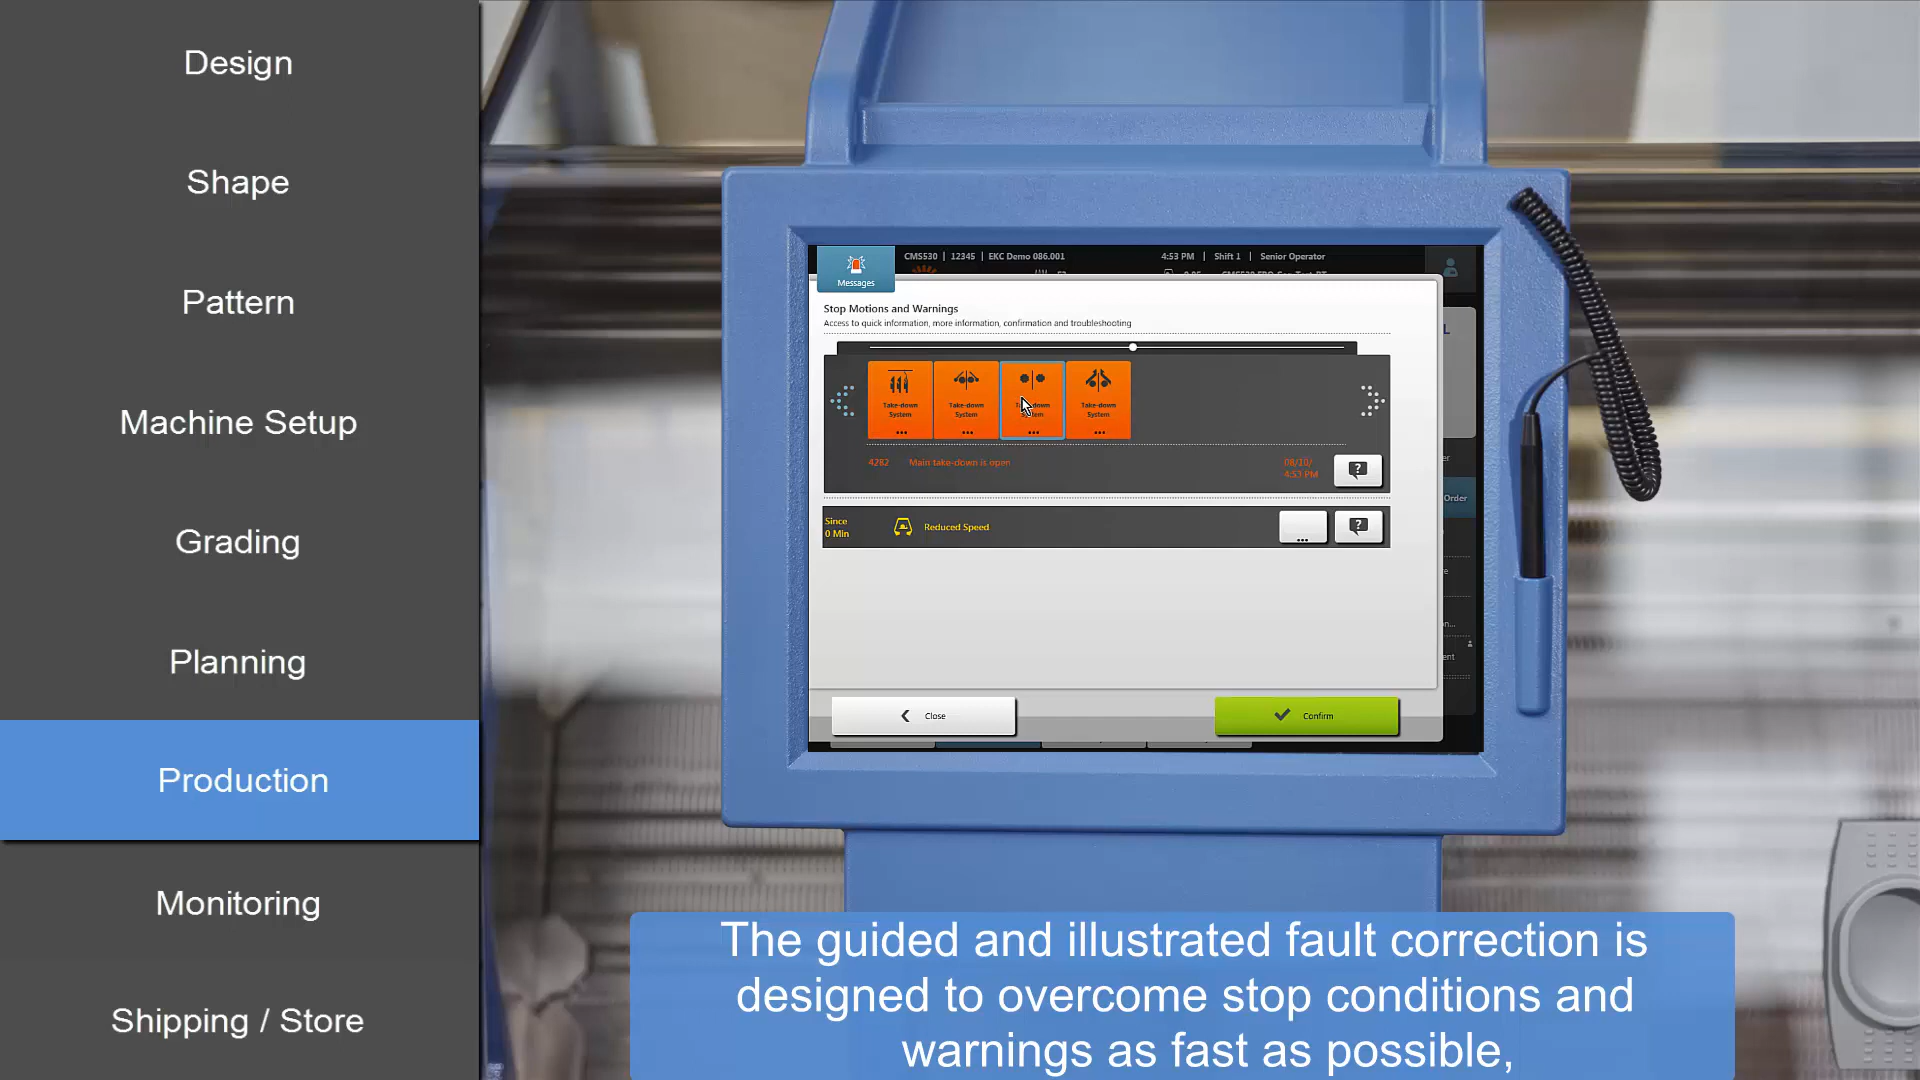 Design
Shape
Pattern
Machine Setup
Grading
Planning
Production
Monitoring
Shipping / Store
CMS530 | 12345 | EKC Demo 086.001
4:53 PM | Shift 1 | Senior Operator
Messages
Stop Motions and Warnings
Access to quick information, more information, confirmation and troubleshooting
Take-down Take-down Take-down
System System System
4282 Main take-down is open
08/10/
4:53 PM
?
Since
0 Min
Reduced Speed
...
?
Order
Close
Confirm
The guided and illustrated fault correction is
designed to overcome stop conditions and
warnings as fast as possible,